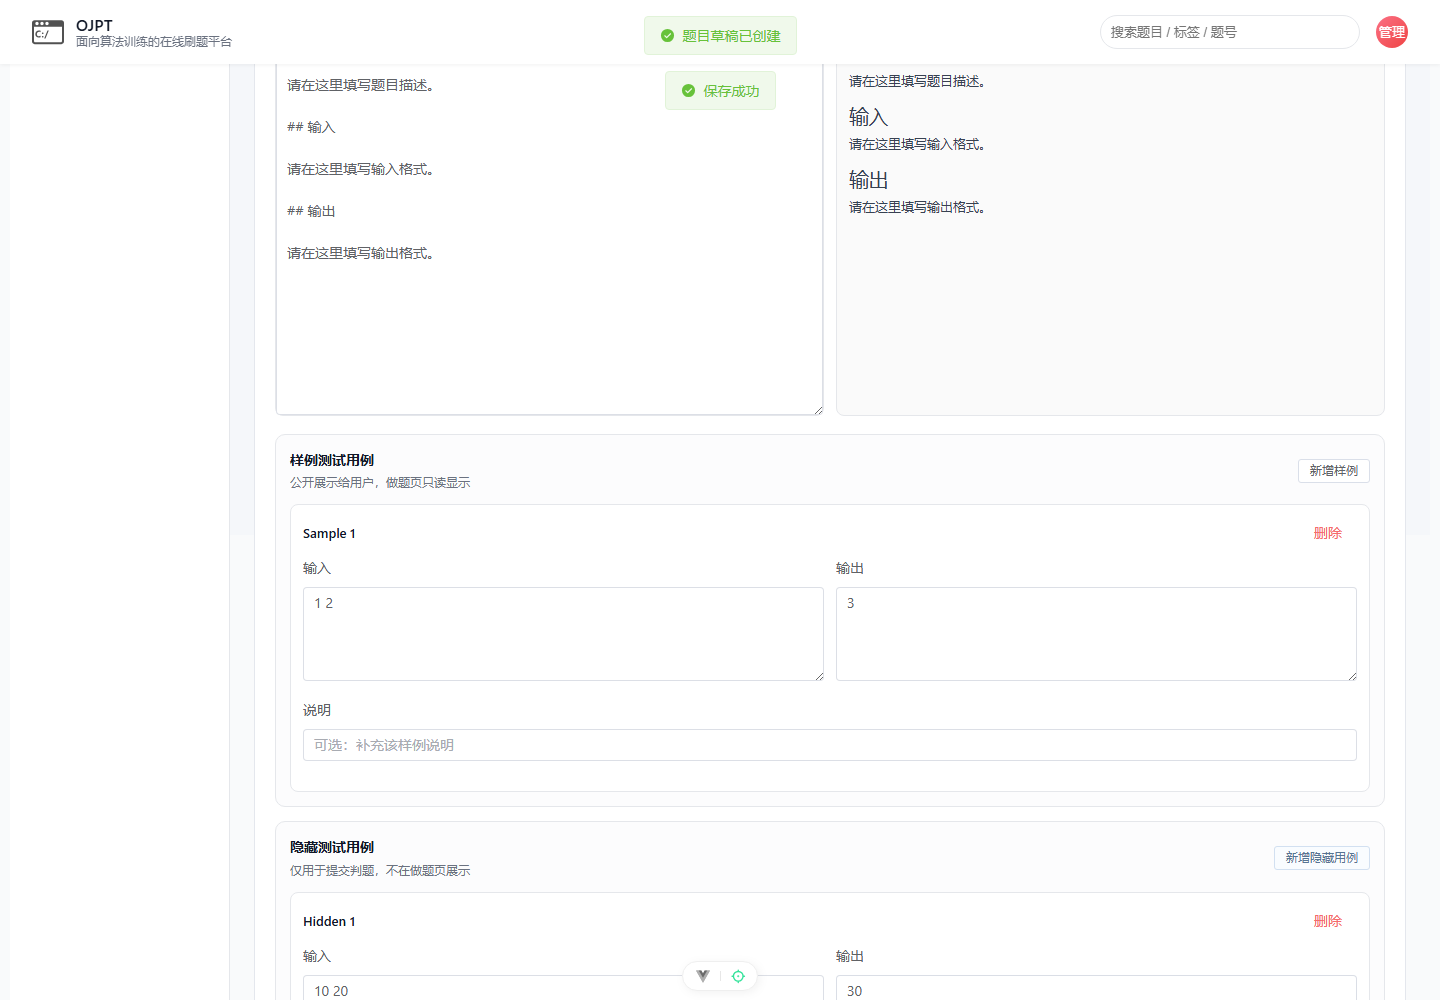 OJPT
面向算法训练的在线刷题平台
题目草稿已创建
保存成功
搜索题目 / 标签 / 题号
管理
请在这里填写题目描述。
## 输入
请在这里填写输入格式。
## 输出
请在这里填写输出格式。
请在这里填写题目描述。
输入
请在这里填写输入格式。
输出
请在这里填写输出格式。
样例测试用例
公开展示给用户，做题页只读显示
新增样例
Sample 1
删除
输入
输出
1 2
3
说明
可选：补充该样例说明
隐藏测试用例
仅用于提交判题，不在做题页展示
新增隐藏用例
Hidden 1
删除
输入
输出
10 20
30